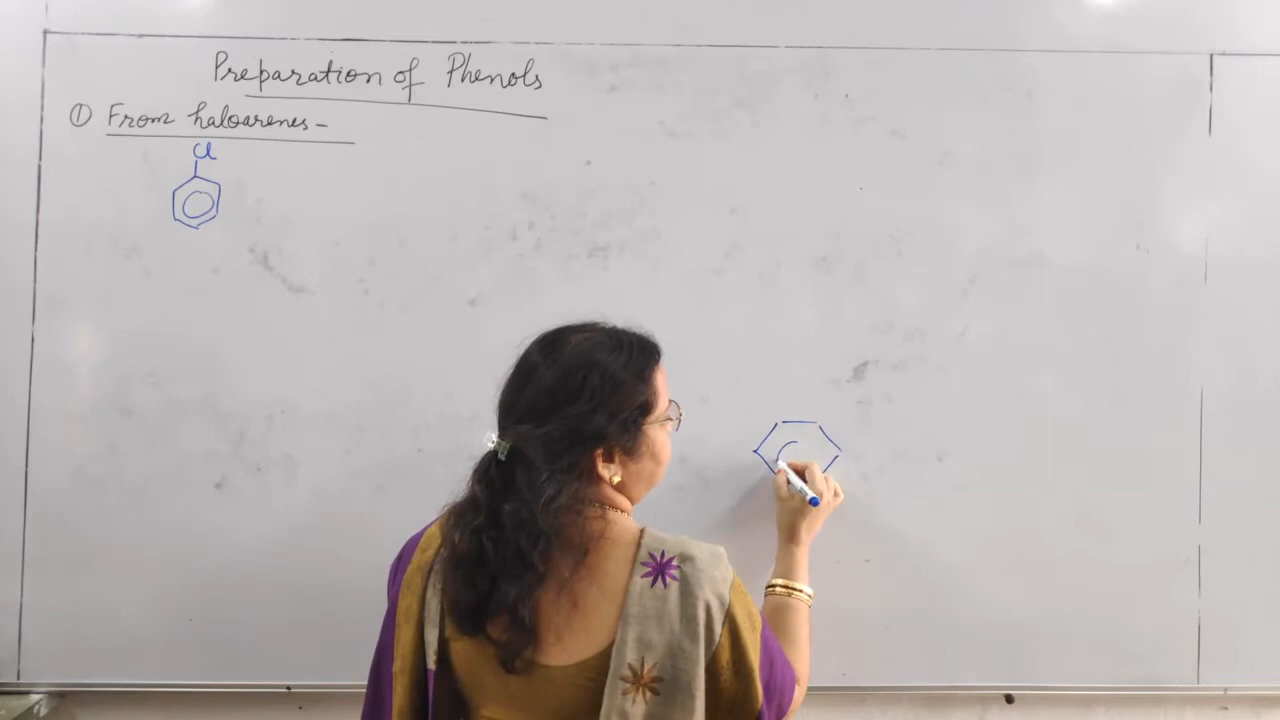 Preparation of Phenols
① From haloarenes-
Cl